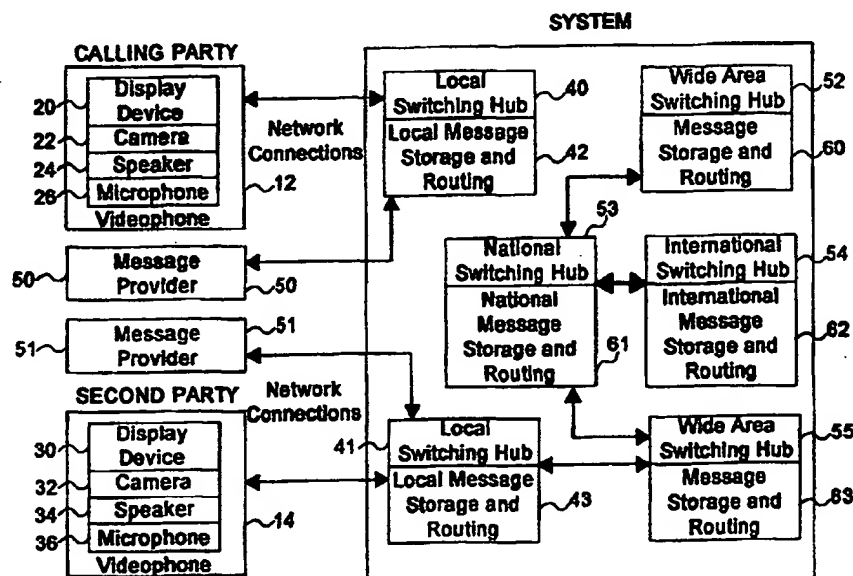 SYSTEM
CALLING PARTY
20
Display
Device
22
Camera
24
Speaker
26
Microphone
Videophone
12
Network
Connections
Local
Switching Hub
40
Local Message
Storage and
Routing
42
Wide Area
Switching Hub
52
Message
Storage and
Routing
60
50
Message
Provider
50
51
Message
Provider
51
53
National
Switching Hub
National
Message
Storage and
Routing
61
International
Switching Hub
54
International
Message
Storage and
Routing
62
SECOND PARTY
30
Display
Device
32
Camera
34
Speaker
36
Microphone
Videophone
14
Network
Connections
41
Local
Switching Hub
Local Message
Storage and
Routing
43
Wide Area
Switching Hub
55
Message
Storage and
Routing
63